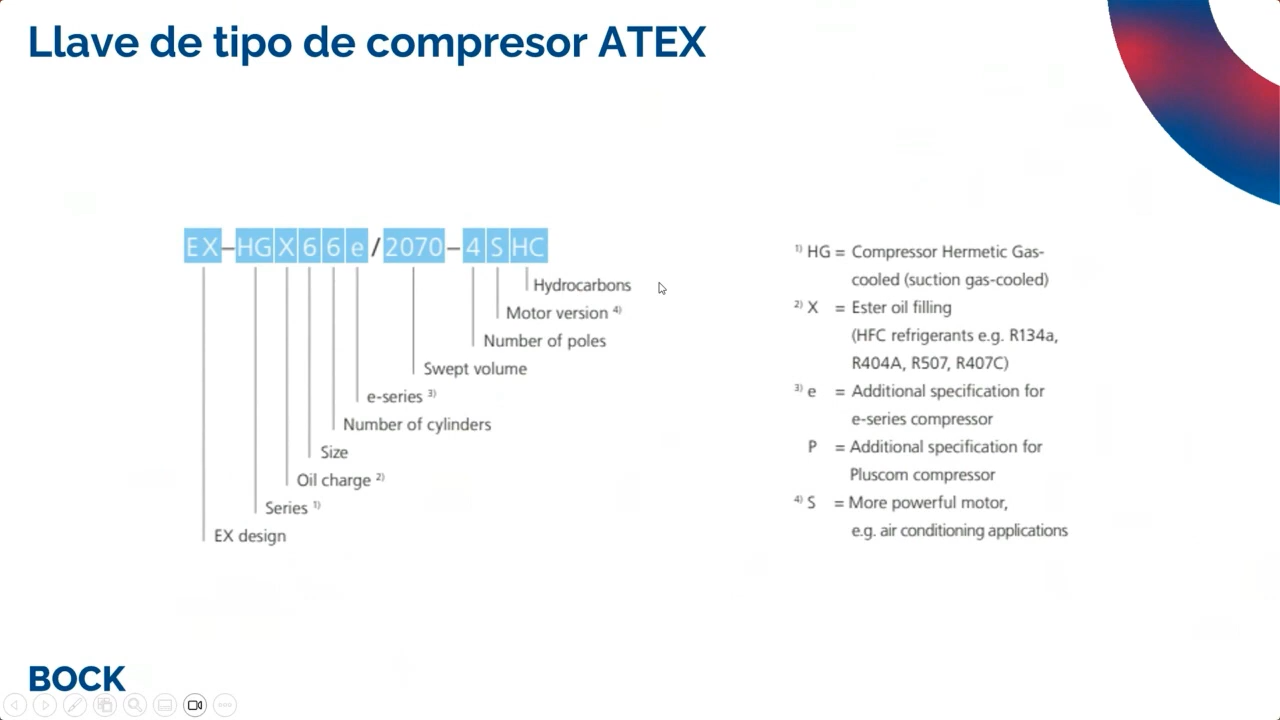 Llave de tipo de compresor ATEX
EX–HGX66e/2070–4SHC
Hydrocarbons
Motor version 4)
Number of poles
Swept volume
e-series 3)
Number of cylinders
Size
Oil charge 2)
Series 1)
EX design
1) HG = Compressor Hermetic Gas-
cooled (suction gas-cooled)
2) X = Ester oil filling
(HFC refrigerants e.g. R134a,
R404A, R507, R407C)
3) e = Additional specification for
e-series compressor
P = Additional specification for
Pluscom compressor
4) S = More powerful motor,
e.g. air conditioning applications
BOCK